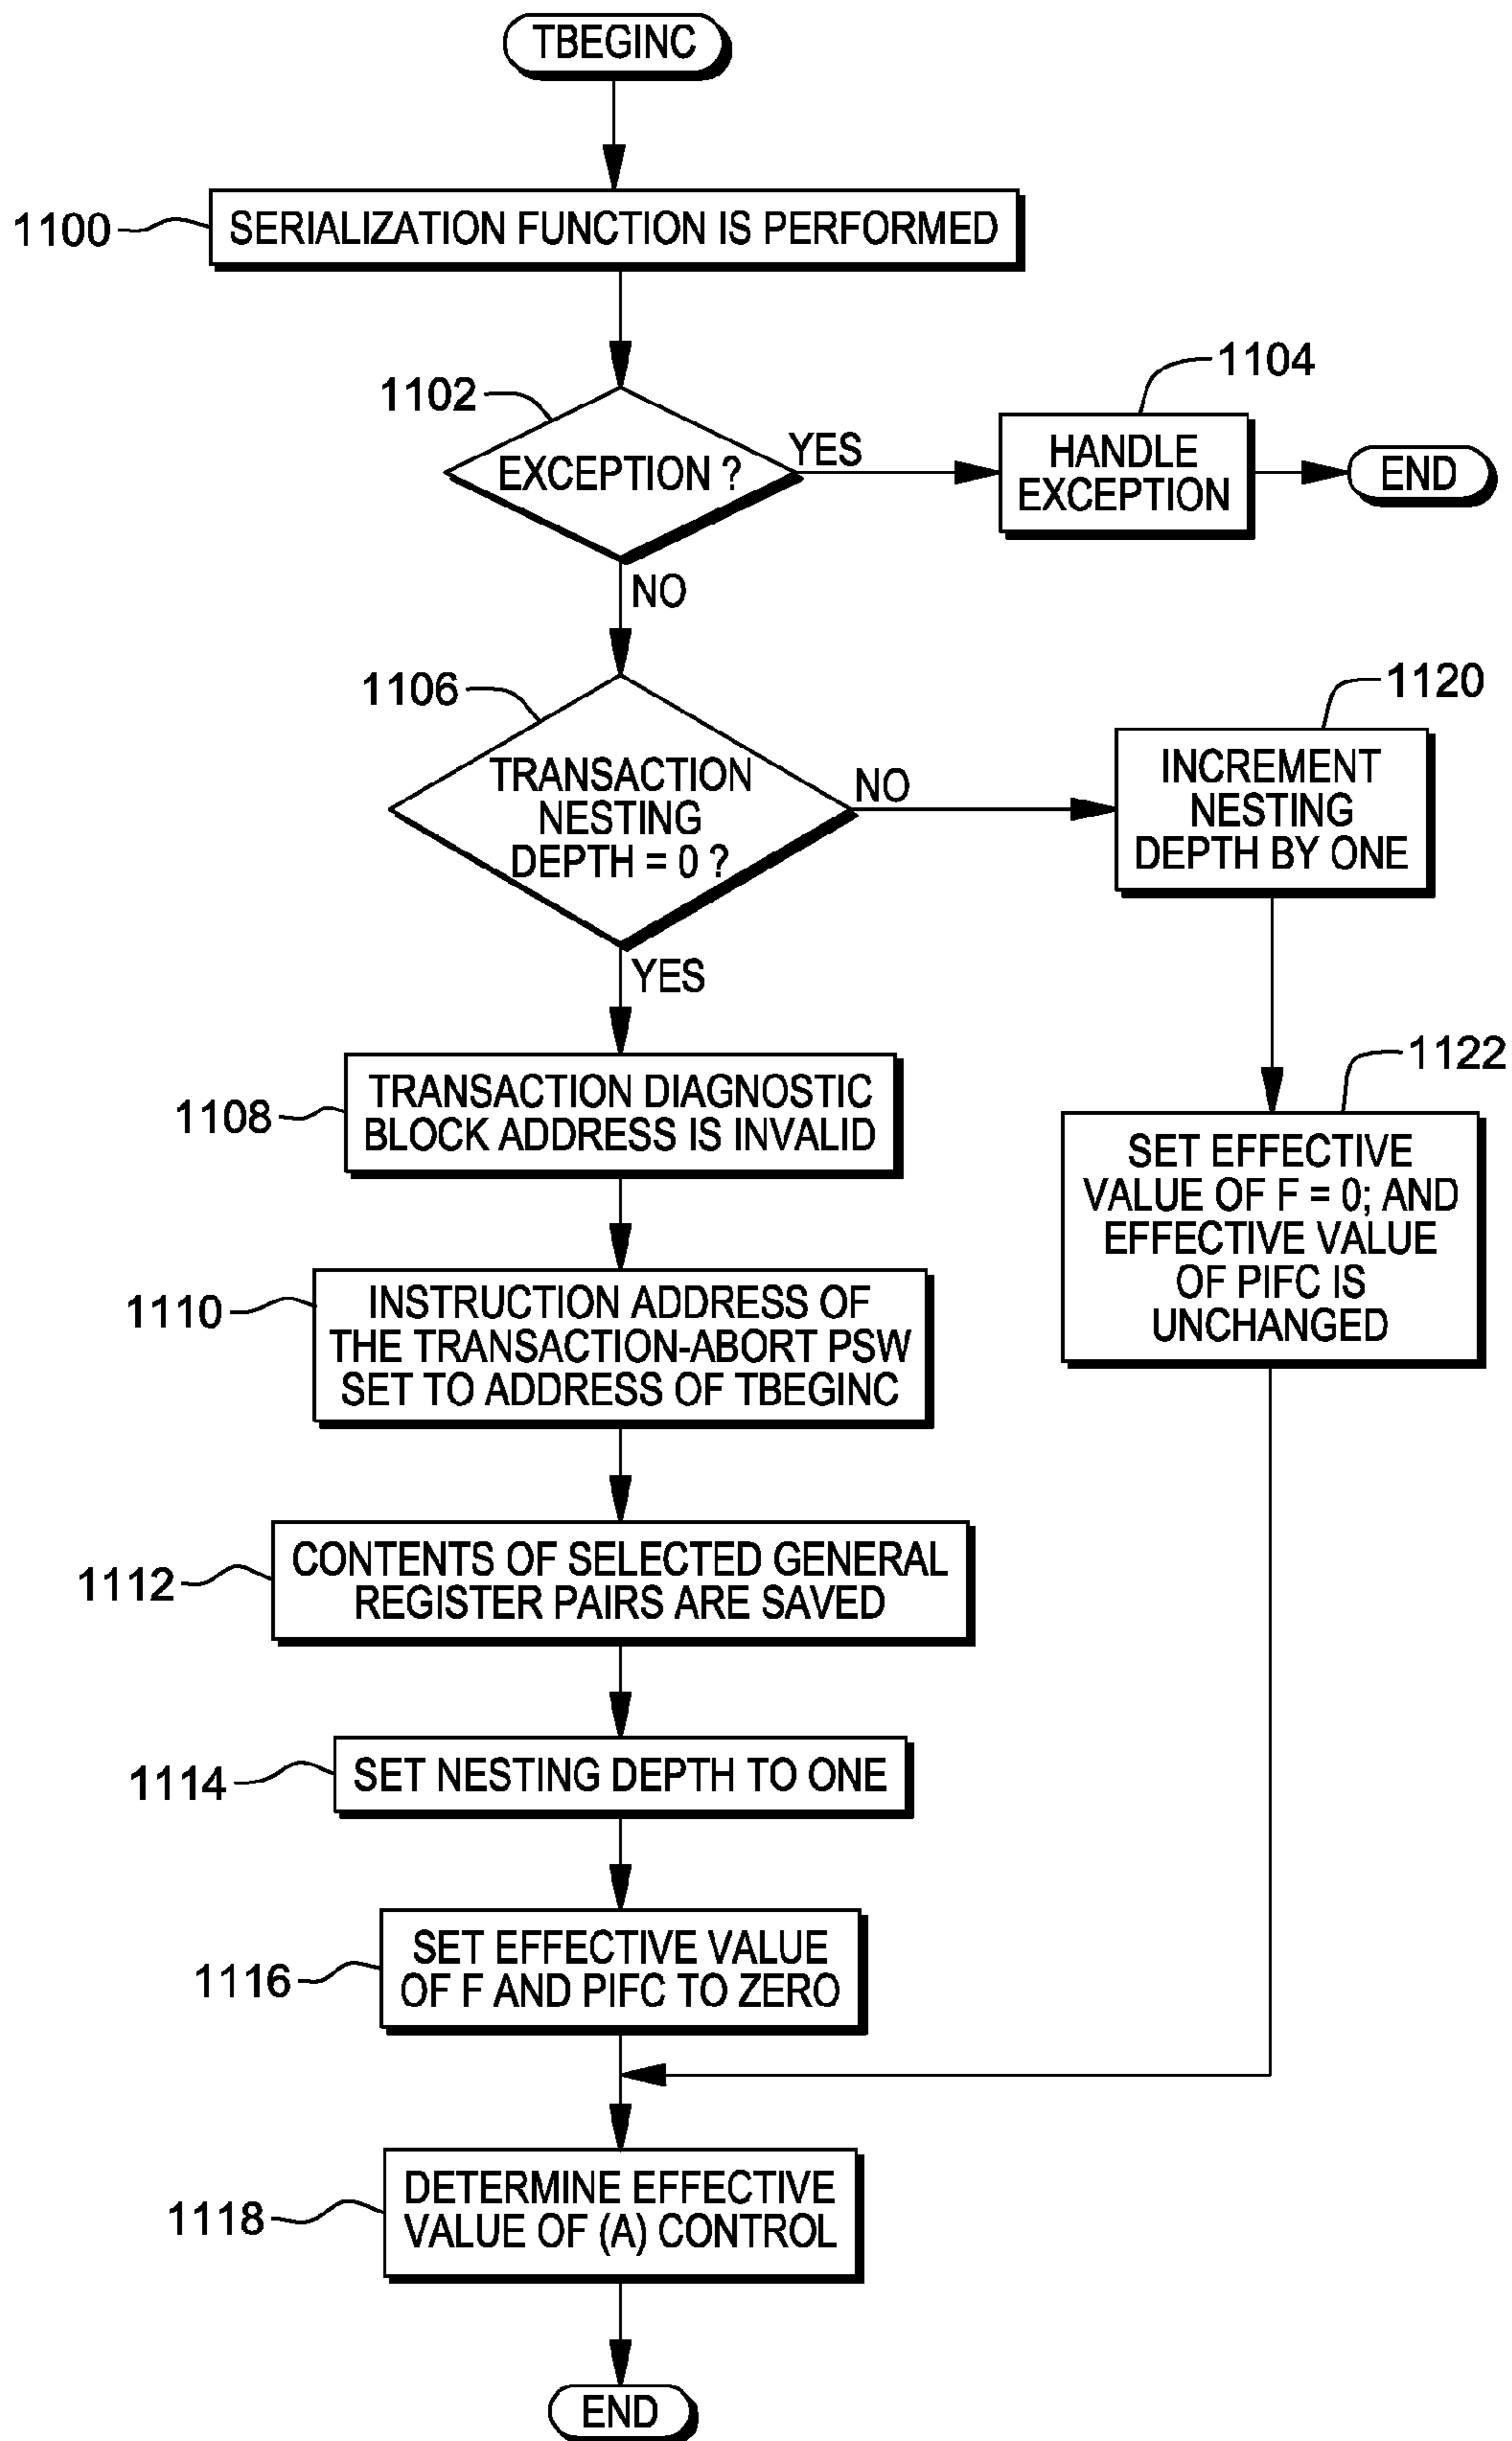 TBEGINC
1100
SERIALIZATION FUNCTION IS PERFORMED
1102
EXCEPTION ?
YES
1104
HANDLE
EXCEPTION
END
NO
1106
TRANSACTION
NESTING
DEPTH = 0 ?
NO
1120
INCREMENT
NESTING
DEPTH BY ONE
YES
1108
TRANSACTION DIAGNOSTIC
BLOCK ADDRESS IS INVALID
1122
SET EFFECTIVE
VALUE OF F = 0; AND
EFFECTIVE VALUE
OF PIFC IS
UNCHANGED
1110
INSTRUCTION ADDRESS OF
THE TRANSACTION-ABORT PSW
SET TO ADDRESS OF TBEGINC
1112
CONTENTS OF SELECTED GENERAL
REGISTER PAIRS ARE SAVED
1114
SET NESTING DEPTH TO ONE
1116
SET EFFECTIVE VALUE
OF F AND PIFC TO ZERO
1118
DETERMINE EFFECTIVE
VALUE OF (A) CONTROL
END